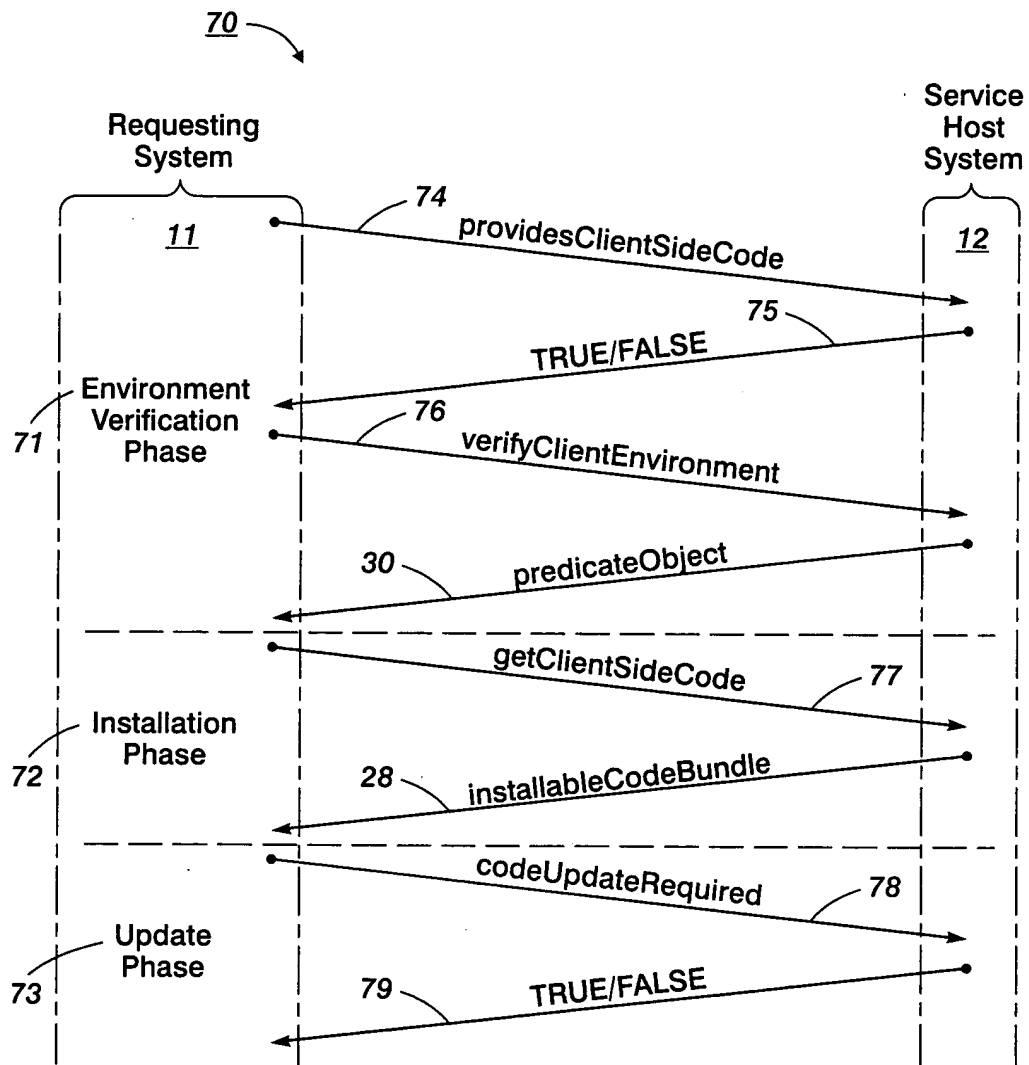 70
Requesting
System
Service
Host
System
11
12
74
providesClientSideCode
75
TRUE/FALSE
Environment
Verification
Phase
71
76
verifyClientEnvironment
30
predicateObject
getClientSideCode
77
Installation
Phase
72
28
installableCodeBundle
codeUpdateRequired
78
Update
Phase
73
79
TRUE/FALSE